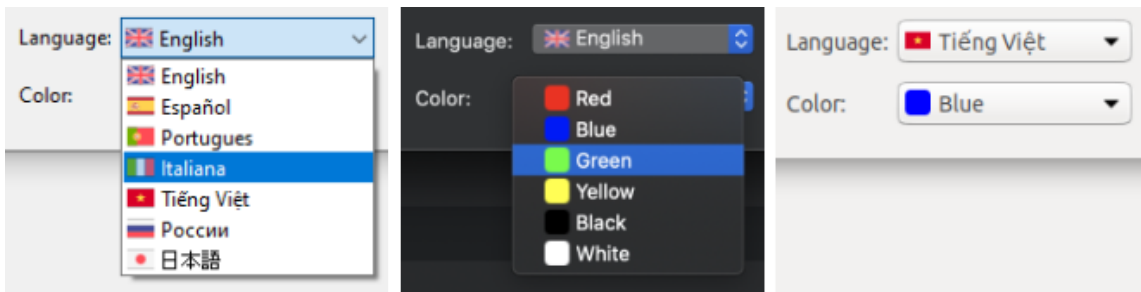 Language: English
English
Español
Color:
Portugues
Italiana
Tiếng Việt
России
日本語
Language: English
Color:
Red
Blue
Green
Yellow
Black
White
Language: Tiếng Việt
Color: Blue